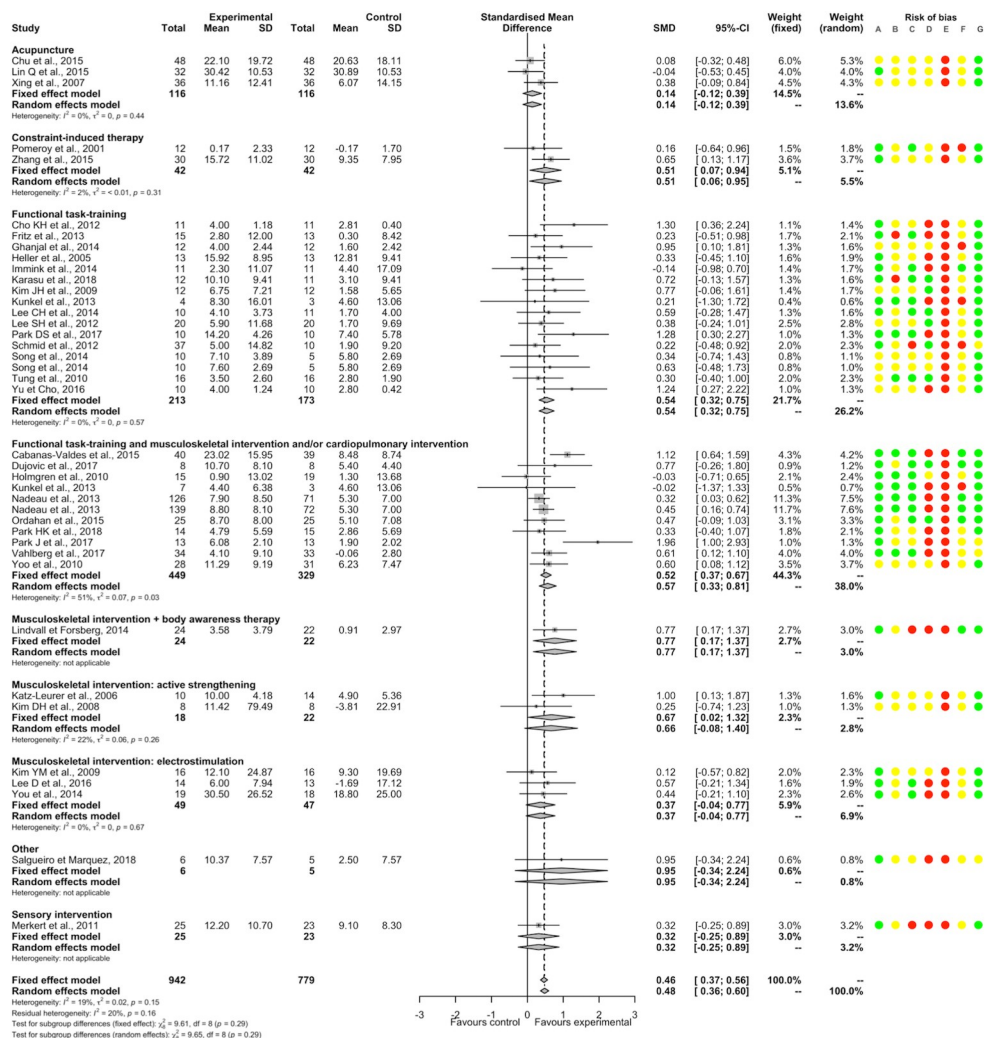 Experimental Control Standardised Mean Weight Weight Risk of bias
Study Total Mean SD Total Mean SD Difference SMD 95%-CI (fixed) (random) A B C D E F G
Acupuncture
Chu et al., 2015 48 22.10 19.72 48 20.63 18.11 0.08 [-0.32; 0.48] 6.0% 5.3%
Lin Q et al., 2015 32 30.42 10.53 32 30.89 10.53 -0.04 [-0.53; 0.45] 4.0% 4.0%
Xing et al., 2007 36 11.16 12.41 36 6.07 14.15 0.38 [-0.09; 0.84] 4.5% 4.3%
Fixed effect model 116 116 0.14 [-0.12; 0.39] 14.5% --
Random effects model 0.14 [-0.12; 0.39] -- 13.6%
Heterogeneity: I² = 0%, τ² = 0, p = 0.44
Constraint-induced therapy
Pomeroy et al., 2001 12 0.17 2.33 12 -0.17 1.70 0.16 [-0.64; 0.96] 1.5% 1.8%
Zhang et al., 2015 30 15.72 11.02 30 9.35 7.95 0.65 [ 0.13; 1.17] 3.6% 3.7%
Fixed effect model 42 42 0.51 [ 0.07; 0.94] 5.1% --
Random effects model 0.51 [ 0.06; 0.95] -- 5.5%
Heterogeneity: I² = 2%, τ² = < 0.01, p = 0.31
Functional task-training
Cho KH et al., 2012 11 4.00 1.18 11 2.81 0.40 1.30 [ 0.36; 2.24] 1.1% 1.4%
Fritz et al., 2013 15 2.80 12.00 13 0.30 8.42 0.23 [-0.51; 0.98] 1.7% 2.1%
Ghanjal et al., 2014 12 4.00 2.44 12 1.60 2.42 0.95 [ 0.10; 1.81] 1.3% 1.6%
Heller et al., 2005 13 15.92 8.95 13 12.81 9.41 0.33 [-0.45; 1.10] 1.6% 1.9%
Immink et al., 2014 11 2.30 11.07 11 4.40 17.09 -0.14 [-0.98; 0.70] 1.4% 1.7%
Karasu et al., 2018 12 10.10 9.41 11 3.10 9.41 0.72 [-0.13; 1.57] 1.3% 1.6%
Kim JH et al., 2009 12 6.75 7.21 12 1.58 5.65 0.77 [-0.06; 1.61] 1.4% 1.7%
Kunkel et al., 2013 4 8.30 16.01 3 4.60 13.06 0.21 [-1.30; 1.72] 0.4% 0.6%
Lee CH et al., 2014 10 4.10 3.73 11 1.70 4.00 0.59 [-0.28; 1.47] 1.3% 1.6%
Lee SH et al., 2012 20 5.90 11.68 20 1.70 9.69 0.38 [-0.24; 1.01] 2.5% 2.8%
Park DS et al., 2017 10 14.20 4.26 10 7.40 5.78 1.28 [ 0.30; 2.27] 1.0% 1.3%
Schmid et al., 2012 37 5.00 14.82 10 1.90 9.20 0.22 [-0.48; 0.92] 2.0% 2.3%
Song et al., 2014 10 7.10 3.89 5 5.80 2.69 0.34 [-0.74; 1.43] 0.8% 1.1%
Song et al., 2014 10 7.60 2.69 5 5.80 2.69 0.63 [-0.48; 1.73] 0.8% 1.0%
Tung et al., 2010 16 3.50 2.60 16 2.80 1.90 0.30 [-0.40; 1.00] 2.0% 2.3%
Yu et Cho, 2016 10 4.00 1.24 10 2.80 0.42 1.24 [ 0.27; 2.22] 1.0% 1.3%
Fixed effect model 213 173 0.54 [ 0.32; 0.75] 21.7% --
Random effects model 0.54 [ 0.32; 0.75] -- 26.2%
Heterogeneity: I² = 0%, τ² = 0, p = 0.57
Functional task-training and musculoskeletal intervention and/or cardiopulmonary intervention
Cabanas-Valdes et al., 2015 40 23.02 15.95 39 8.48 8.74 1.12 [ 0.64; 1.59] 4.3% 4.2%
Dujovic et al., 2017 8 10.70 8.10 8 5.40 4.40 0.77 [-0.26; 1.80] 0.9% 1.2%
Holmgren et al., 2010 15 0.90 13.02 19 1.30 13.68 -0.03 [-0.71; 0.65] 2.1% 2.4%
Kunkel et al., 2013 7 4.40 6.38 3 4.60 13.06 -0.02 [-1.37; 1.33] 0.5% 0.7%
Nadeau et al., 2013 126 7.90 8.50 71 5.30 7.00 0.32 [ 0.03; 0.62] 11.3% 7.5%
Nadeau et al., 2013 139 8.80 8.10 72 5.30 7.00 0.45 [ 0.16; 0.74] 11.7% 7.6%
Ordahan et al., 2015 25 8.70 8.00 25 5.10 7.08 0.47 [-0.09; 1.03] 3.1% 3.3%
Park HK et al., 2018 14 4.79 5.59 15 2.86 5.69 0.33 [-0.40; 1.07] 1.8% 2.1%
Park J et al., 2017 13 6.08 2.10 13 1.90 2.02 1.96 [ 1.00; 2.93] 1.0% 1.3%
Vahlberg et al., 2017 34 4.10 9.10 33 -0.06 2.80 0.61 [ 0.12; 1.10] 4.0% 4.0%
Yoo et al., 2010 28 11.29 9.19 31 6.23 7.47 0.60 [ 0.08; 1.12] 3.5% 3.7%
Fixed effect model 449 329 0.52 [ 0.37; 0.67] 44.3% --
Random effects model 0.57 [ 0.33; 0.81] -- 38.0%
Heterogeneity: I² = 51%, τ² = 0.07, p = 0.03
Musculoskeletal intervention + body awareness therapy
Lindvall et Forsberg, 2014 24 3.58 3.79 22 0.91 2.97 0.77 [ 0.17; 1.37] 2.7% 3.0%
Fixed effect model 24 22 0.77 [ 0.17; 1.37] 2.7% --
Random effects model 0.77 [ 0.17; 1.37] -- 3.0%
Heterogeneity: not applicable
Musculoskeletal intervention: active strengthening
Katz-Leurer et al., 2006 10 10.00 4.18 14 4.90 5.36 1.00 [ 0.13; 1.87] 1.3% 1.6%
Kim DH et al., 2008 8 11.42 79.49 8 -3.81 22.91 0.25 [-0.74; 1.23] 1.0% 1.3%
Fixed effect model 18 22 0.67 [ 0.02; 1.32] 2.3% --
Random effects model 0.66 [-0.08; 1.40] -- 2.8%
Heterogeneity: I² = 22%, τ² = 0.06, p = 0.26
Musculoskeletal intervention: electrostimulation
Kim YM et al., 2009 16 12.10 24.87 16 9.30 19.69 0.12 [-0.57; 0.82] 2.0% 2.3%
Lee D et al., 2016 14 6.00 7.94 13 -1.69 17.12 0.57 [-0.21; 1.34] 1.6% 1.9%
You et al., 2014 19 30.50 26.52 18 18.80 25.00 0.44 [-0.21; 1.10] 2.3% 2.6%
Fixed effect model 49 47 0.37 [-0.04; 0.77] 5.9% --
Random effects model 0.37 [-0.04; 0.77] -- 6.9%
Heterogeneity: I² = 0%, τ² = 0, p = 0.67
Other
Salgueiro et Marquez, 2018 6 10.37 7.57 5 2.50 7.57 0.95 [-0.34; 2.24] 0.6% 0.8%
Fixed effect model 6 5 0.95 [-0.34; 2.24] 0.6% --
Random effects model 0.95 [-0.34; 2.24] -- 0.8%
Heterogeneity: not applicable
Sensory intervention
Merkert et al., 2011 25 12.20 10.70 23 9.10 8.30 0.32 [-0.25; 0.89] 3.0% 3.2%
Fixed effect model 25 23 0.32 [-0.25; 0.89] 3.0% --
Random effects model 0.32 [-0.25; 0.89] -- 3.2%
Heterogeneity: not applicable
Fixed effect model 942 779 0.46 [ 0.37; 0.56] 100.0% --
Random effects model 0.48 [ 0.36; 0.60] -- 100.0%
Heterogeneity: I² = 19%, τ² = 0.02, p = 0.15
Residual heterogeneity: I² = 20%, p = 0.16
-3 -2 -1 0 1 2 3
Favours control Favours experimental
Test for subgroup differences (fixed effect): χ²₈ = 9.61, df = 8 (p = 0.29)
Test for subgroup differences (random effects): χ²₈ = 9.65, df = 8 (p = 0.29)